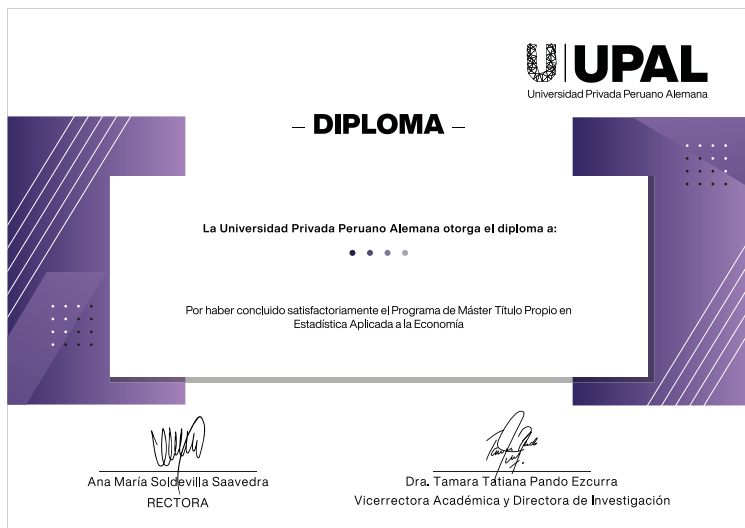 UPAL
Universidad Privada Peruano Alemana
– DIPLOMA –
La Universidad Privada Peruano Alemana otorga el diploma a:
Por haber concluido satisfactoriamente el Programa de Máster Título Propio en
Estadística Aplicada a la Economía
Ana María Soldevilla Saavedra
RECTORA
Dra. Tamara Tatiana Pando Ezcurra
Vicerrectora Académica y Directora de Investigación